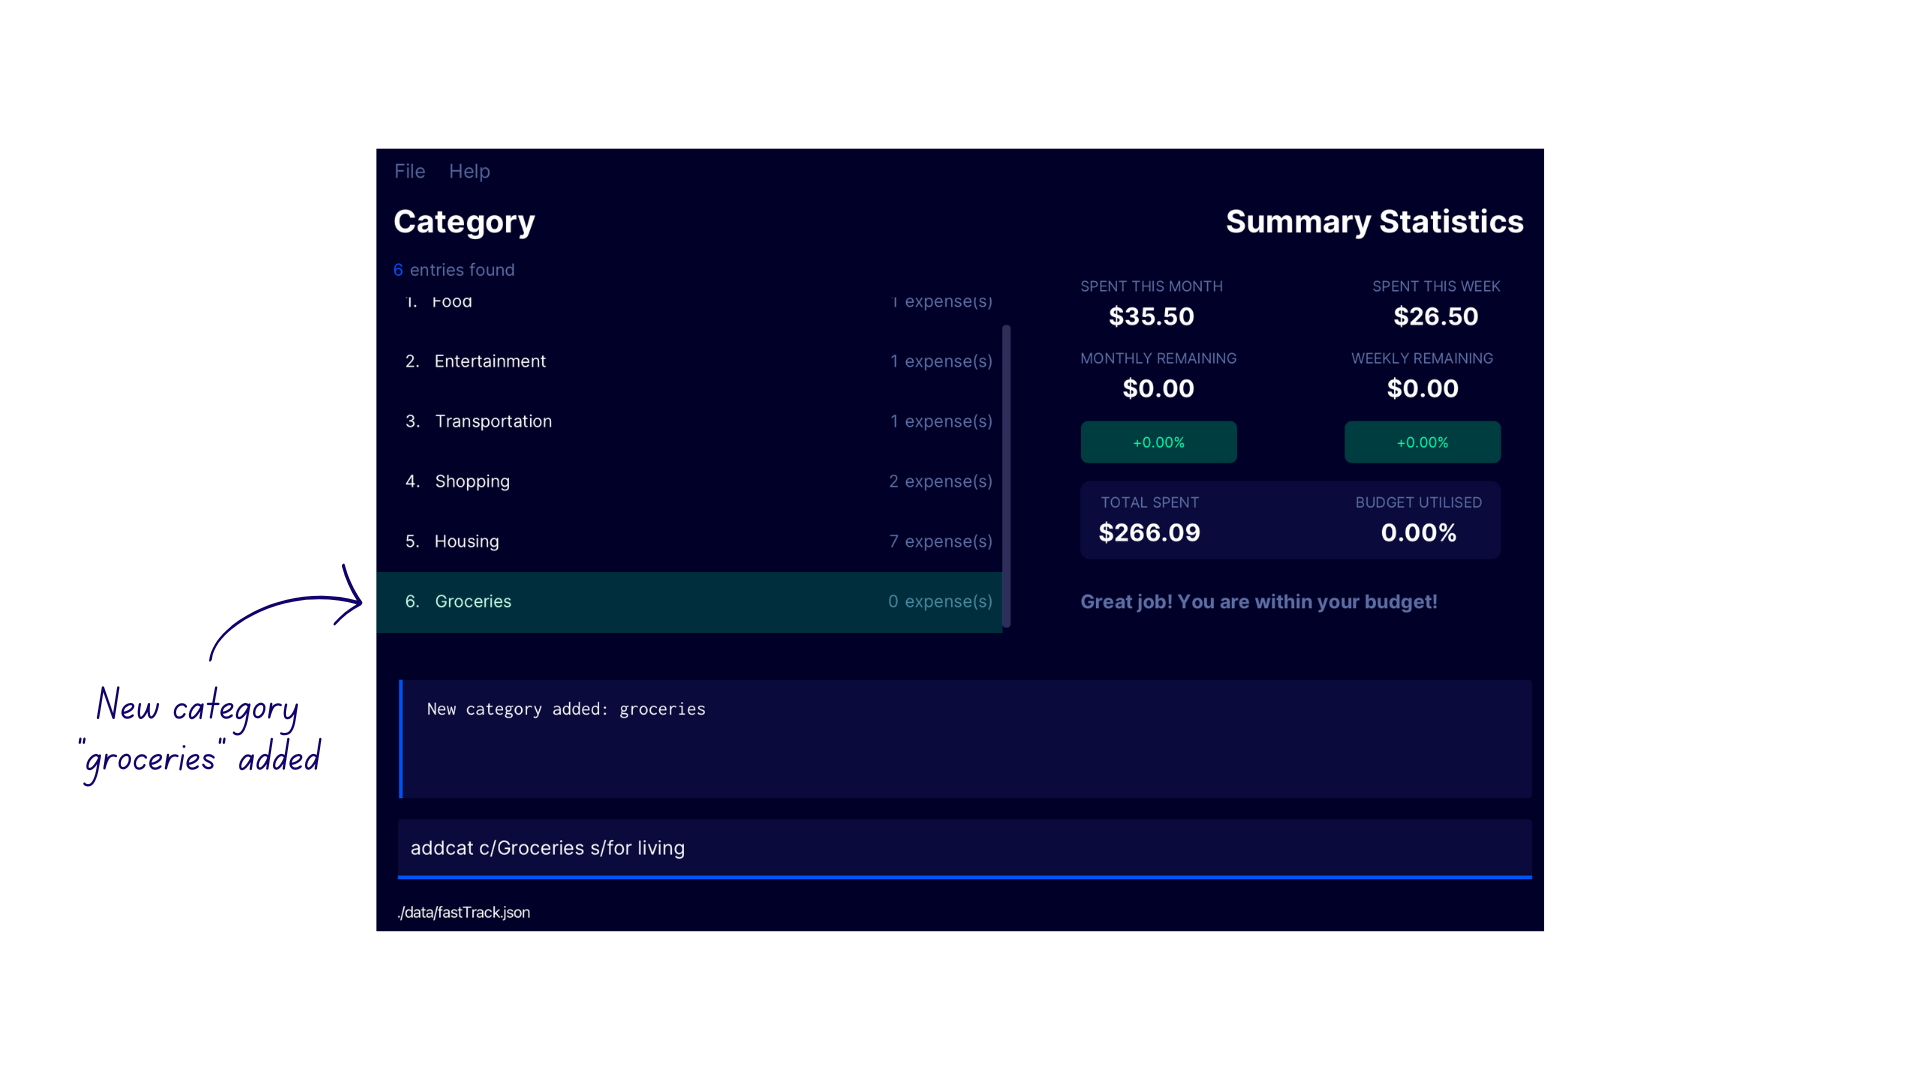 File Help
Category
Summary Statistics
6 entries found
1. Food 1 expense(s)
2. Entertainment 1 expense(s)
3. Transportation 1 expense(s)
4. Shopping 2 expense(s)
5. Housing 7 expense(s)
6. Groceries 0 expense(s)
SPENT THIS MONTH SPENT THIS WEEK
$35.50 $26.50
MONTHLY REMAINING WEEKLY REMAINING
$0.00 $0.00
+0.00% +0.00%
TOTAL SPENT BUDGET UTILISED
$266.09 0.00%
Great job! You are within your budget!
New category
"groceries" added
New category added: groceries
addcat c/Groceries s/for living
./data/fastTrack.json